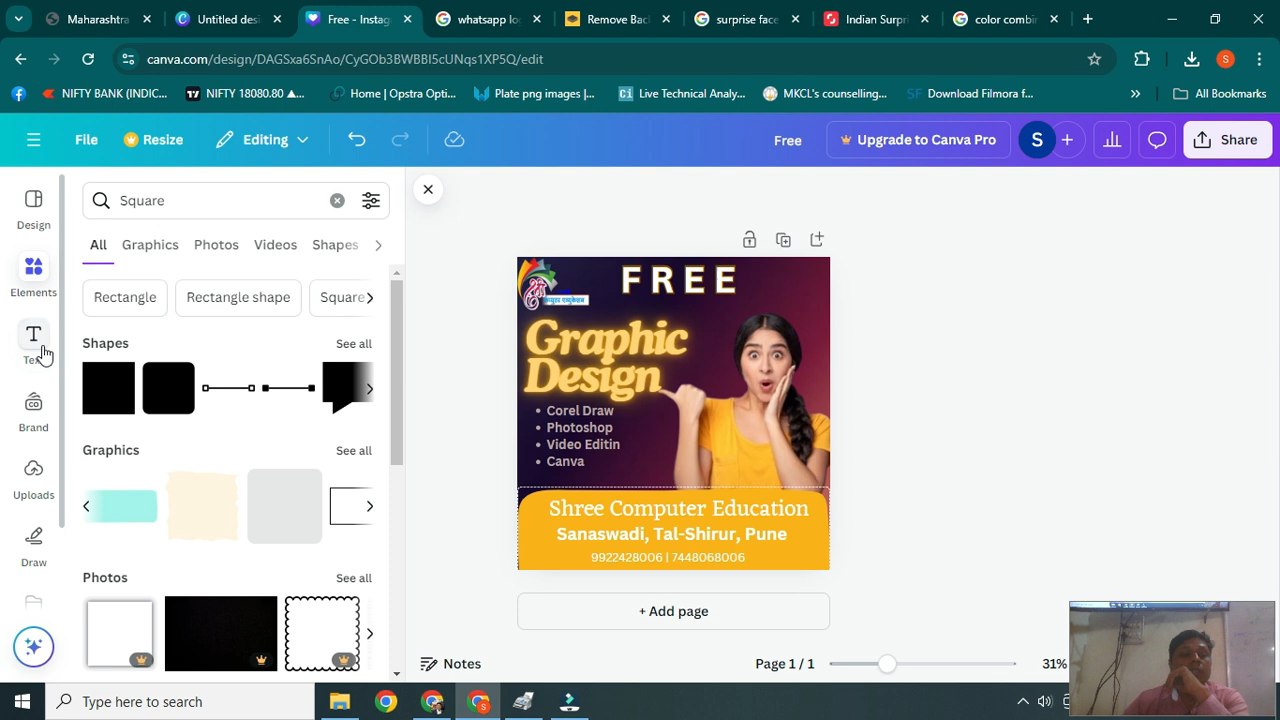 Maharashtra
Untitled desi
Free - Instag
whatsapp lo
Remove Bac
surprise face
Indian Surpr
color combin
canva.com/design/DAGSxa6SnAo/CyGOb3BWBBI5cUNqs1XP5Q/edit
NIFTY BANK (INDIC...
NIFTY 18080.80 ▲...
Home | Opstra Opti...
Plate png images |...
Live Technical Analy...
MKCL's counselling...
Download Filmora f...
All Bookmarks
File
Resize
Editing
Free
Upgrade to Canva Pro
S
Share
Design
Elements
Text
Brand
Uploads
Draw
Square
All
Graphics
Photos
Videos
Shapes
Rectangle
Rectangle shape
Square
Shapes
See all
Graphics
See all
Photos
See all
FREE
श्री
कॉम्प्युटर एज्युकेशन
Graphic
Design
• Corel Draw
• Photoshop
• Video Editin
• Canva
Shree Computer Education
Sanaswadi, Tal-Shirur, Pune
9922428006 | 7448068006
+ Add page
Notes
Page 1 / 1
31%
Type here to search